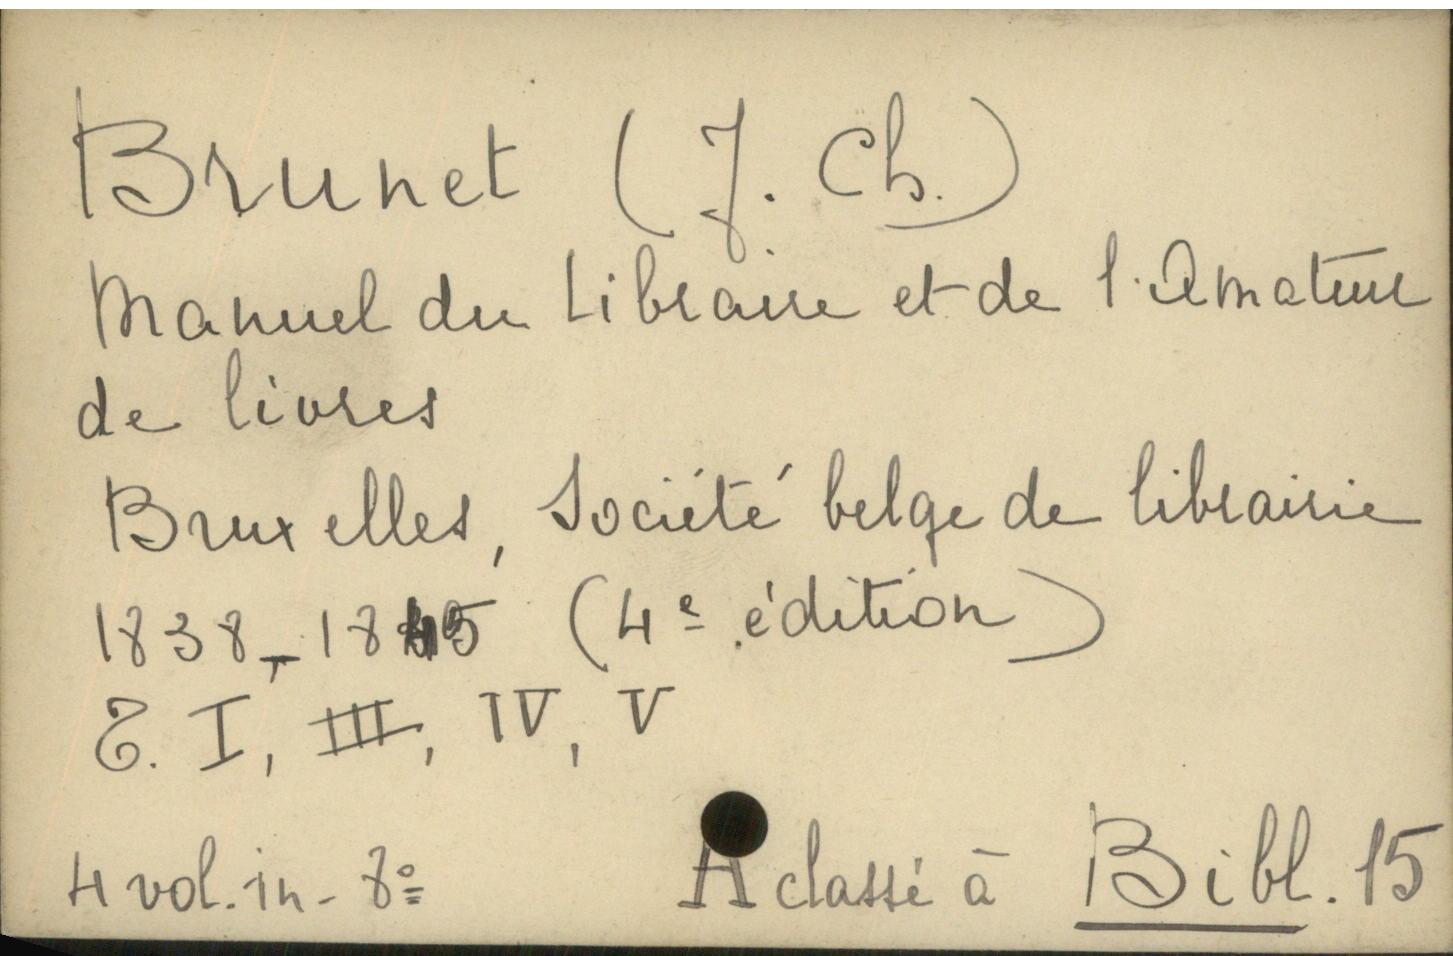 Brunet (J. Ch.)
Manuel du Libraire et de l'Amateur
de livres
Bruxelles, Société belge de librairie
1838-1845 (4e édition)
T. I, III, IV, V
4 vol. in-8º A classé à Bibl. 15